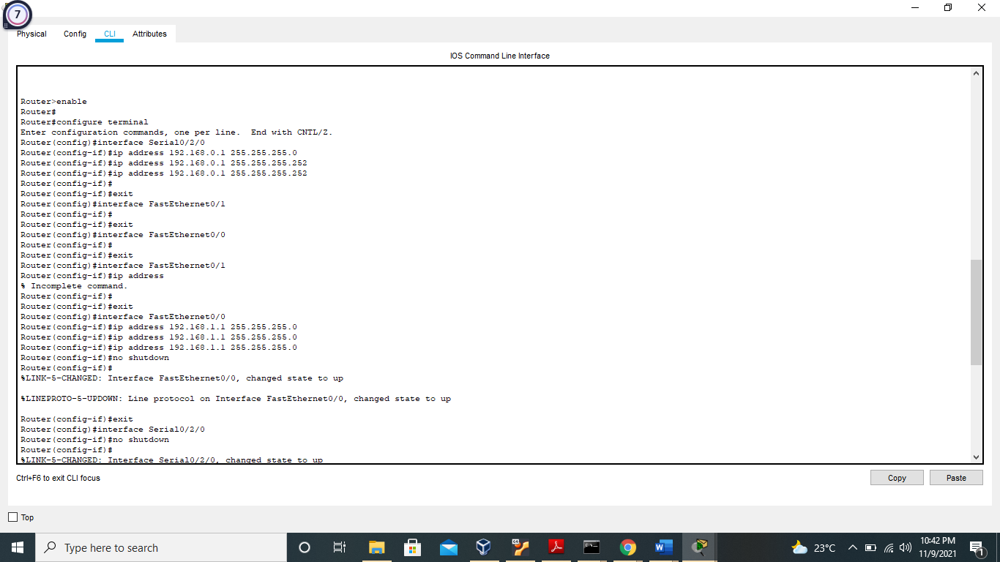 7
Physical Config CLI Attributes
IOS Command Line Interface
Router>enable
Router#
Router#configure terminal
Enter configuration commands, one per line.  End with CNTL/Z.
Router(config)#interface Serial0/2/0
Router(config-if)#ip address 192.168.0.1 255.255.255.0
Router(config-if)#ip address 192.168.0.1 255.255.255.252
Router(config-if)#ip address 192.168.0.1 255.255.255.252
Router(config-if)#
Router(config-if)#exit
Router(config)#interface FastEthernet0/1
Router(config-if)#
Router(config-if)#exit
Router(config)#interface FastEthernet0/0
Router(config-if)#
Router(config-if)#exit
Router(config)#interface FastEthernet0/1
Router(config-if)#ip address
% Incomplete command.
Router(config-if)#
Router(config-if)#exit
Router(config)#interface FastEthernet0/0
Router(config-if)#ip address 192.168.1.1 255.255.255.0
Router(config-if)#ip address 192.168.1.1 255.255.255.0
Router(config-if)#ip address 192.168.1.1 255.255.255.0
Router(config-if)#no shutdown
Router(config-if)#
%LINK-5-CHANGED: Interface FastEthernet0/0, changed state to up
%LINEPROTO-5-UPDOWN: Line protocol on Interface FastEthernet0/0, changed state to up
Router(config-if)#exit
Router(config)#interface Serial0/2/0
Router(config-if)#no shutdown
Router(config-if)#
%LINK-5-CHANGED: Interface Serial0/2/0, changed state to up
Ctrl+F6 to exit CLI focus
Copy Paste
Top
Type here to search
23°C
10:42 PM
11/9/2021
1